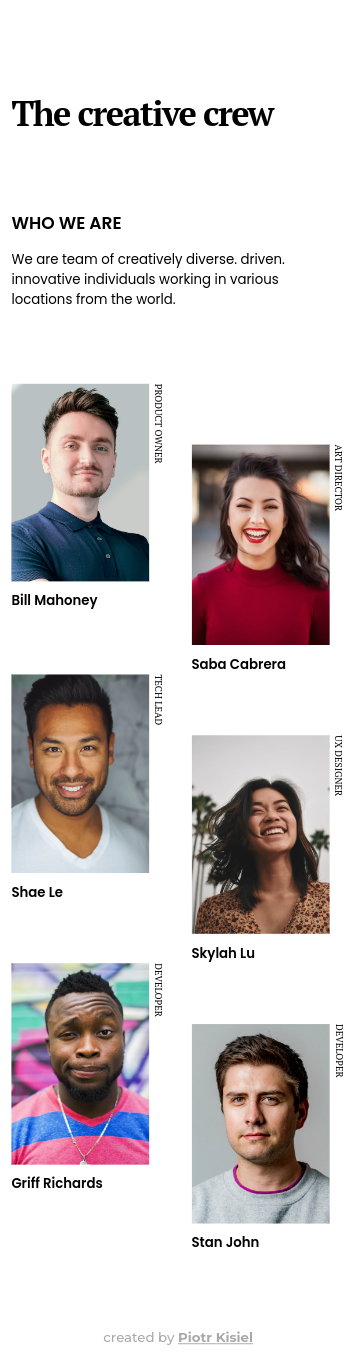 The creative crew
WHO WE ARE
We are team of creatively diverse. driven.
innovative individuals working in various
locations from the world.
PRODUCT OWNER
Bill Mahoney
ART DIRECTOR
Saba Cabrera
TECH LEAD
Shae Le
UX DESIGNER
Skylah Lu
DEVELOPER
Griff Richards
DEVELOPER
Stan John
created by Piotr Kisiel